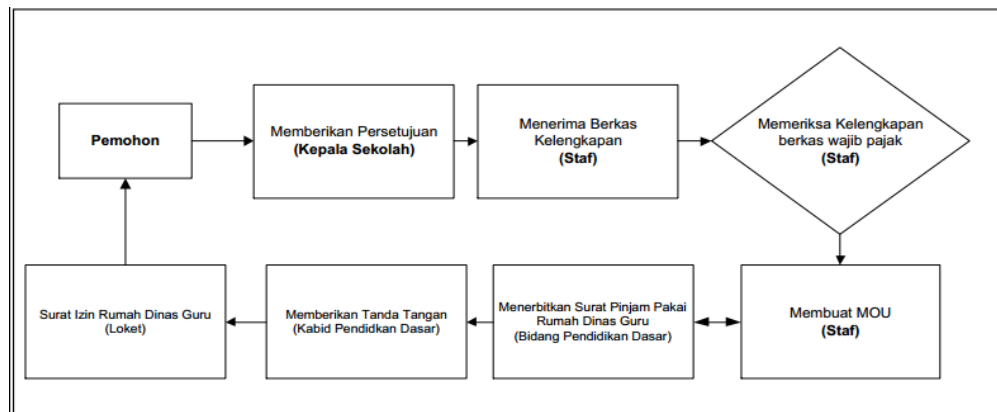 Pemohon
Memberikan Persetujuan
(Kepala Sekolah)
Menerima Berkas
Kelengkapan
(Staf)
Memeriksa Kelengkapan
berkas wajib pajak
(Staf)
Surat Izin Rumah Dinas Guru
(Loket)
Memberikan Tanda Tangan
(Kabid Pendidkan Dasar)
Menerbitkan Surat Pinjam Pakai
Rumah Dinas Guru
(Bidang Pendidikan Dasar)
Membuat MOU
(Staf)